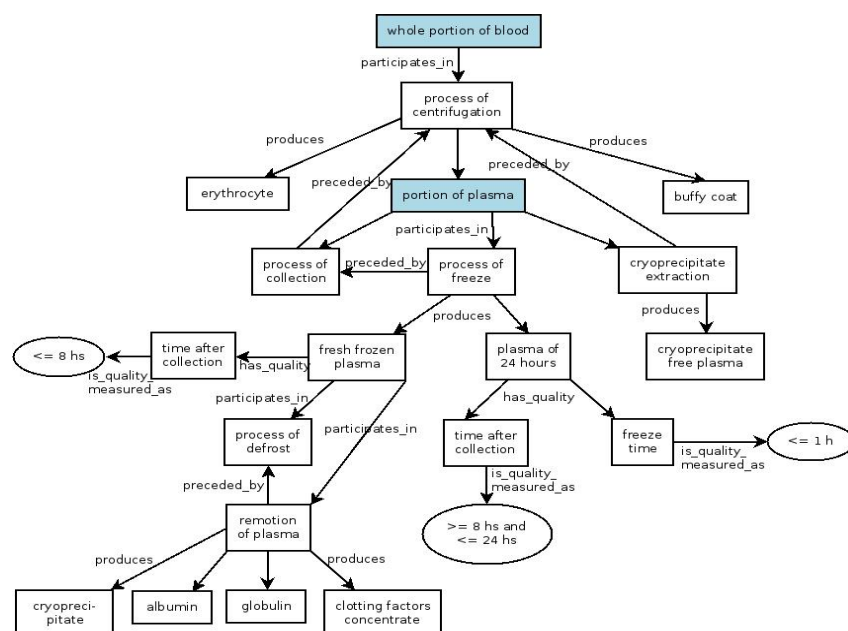 whole portion of blood
participates_in
process of
centrifugation
produces
produces
preceded_by
preceded_by
erythrocyte
portion of plasma
buffy coat
participates_in
process of
collection
preceded_by
process of
freeze
cryoprecipitate
extraction
produces
produces
<= 8 hs
time after
collection
has_quality
fresh frozen
plasma
plasma of
24 hours
cryoprecipitate
free plasma
is_quality_
measured_as
participates_in
has_quality
participates_in
process of
defrost
time after
collection
freeze
time
<= 1 h
is_quality_
measured_as
is_quality_
measured_as
preceded_by
remotion
of plasma
>= 8 hs and
<= 24 hs
produces
produces
cryopreci-
pitate
albumin
globulin
clotting factors
concentrate